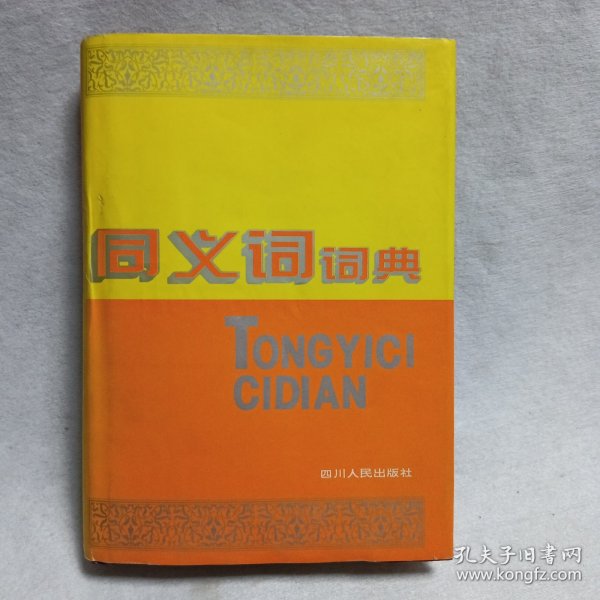 同义词词典
TONGYICI
CIDIAN
四川人民出版社
孔夫子旧书网
www.kongfz.com